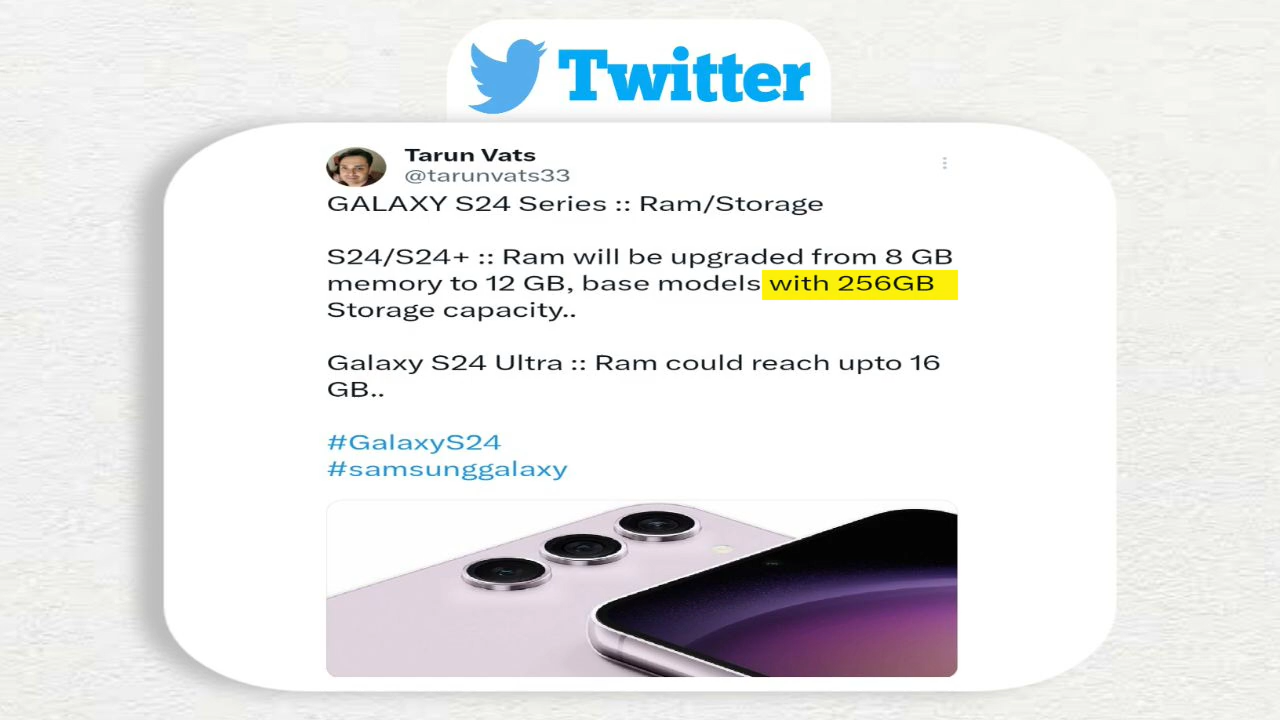 Twitter
Tarun Vats
@tarunvats33
GALAXY S24 Series :: Ram/Storage
S24/S24+ :: Ram will be upgraded from 8 GB
memory to 12 GB, base models with 256GB
Storage capacity..
Galaxy S24 Ultra :: Ram could reach upto 16
GB..
#GalaxyS24
#samsunggalaxy